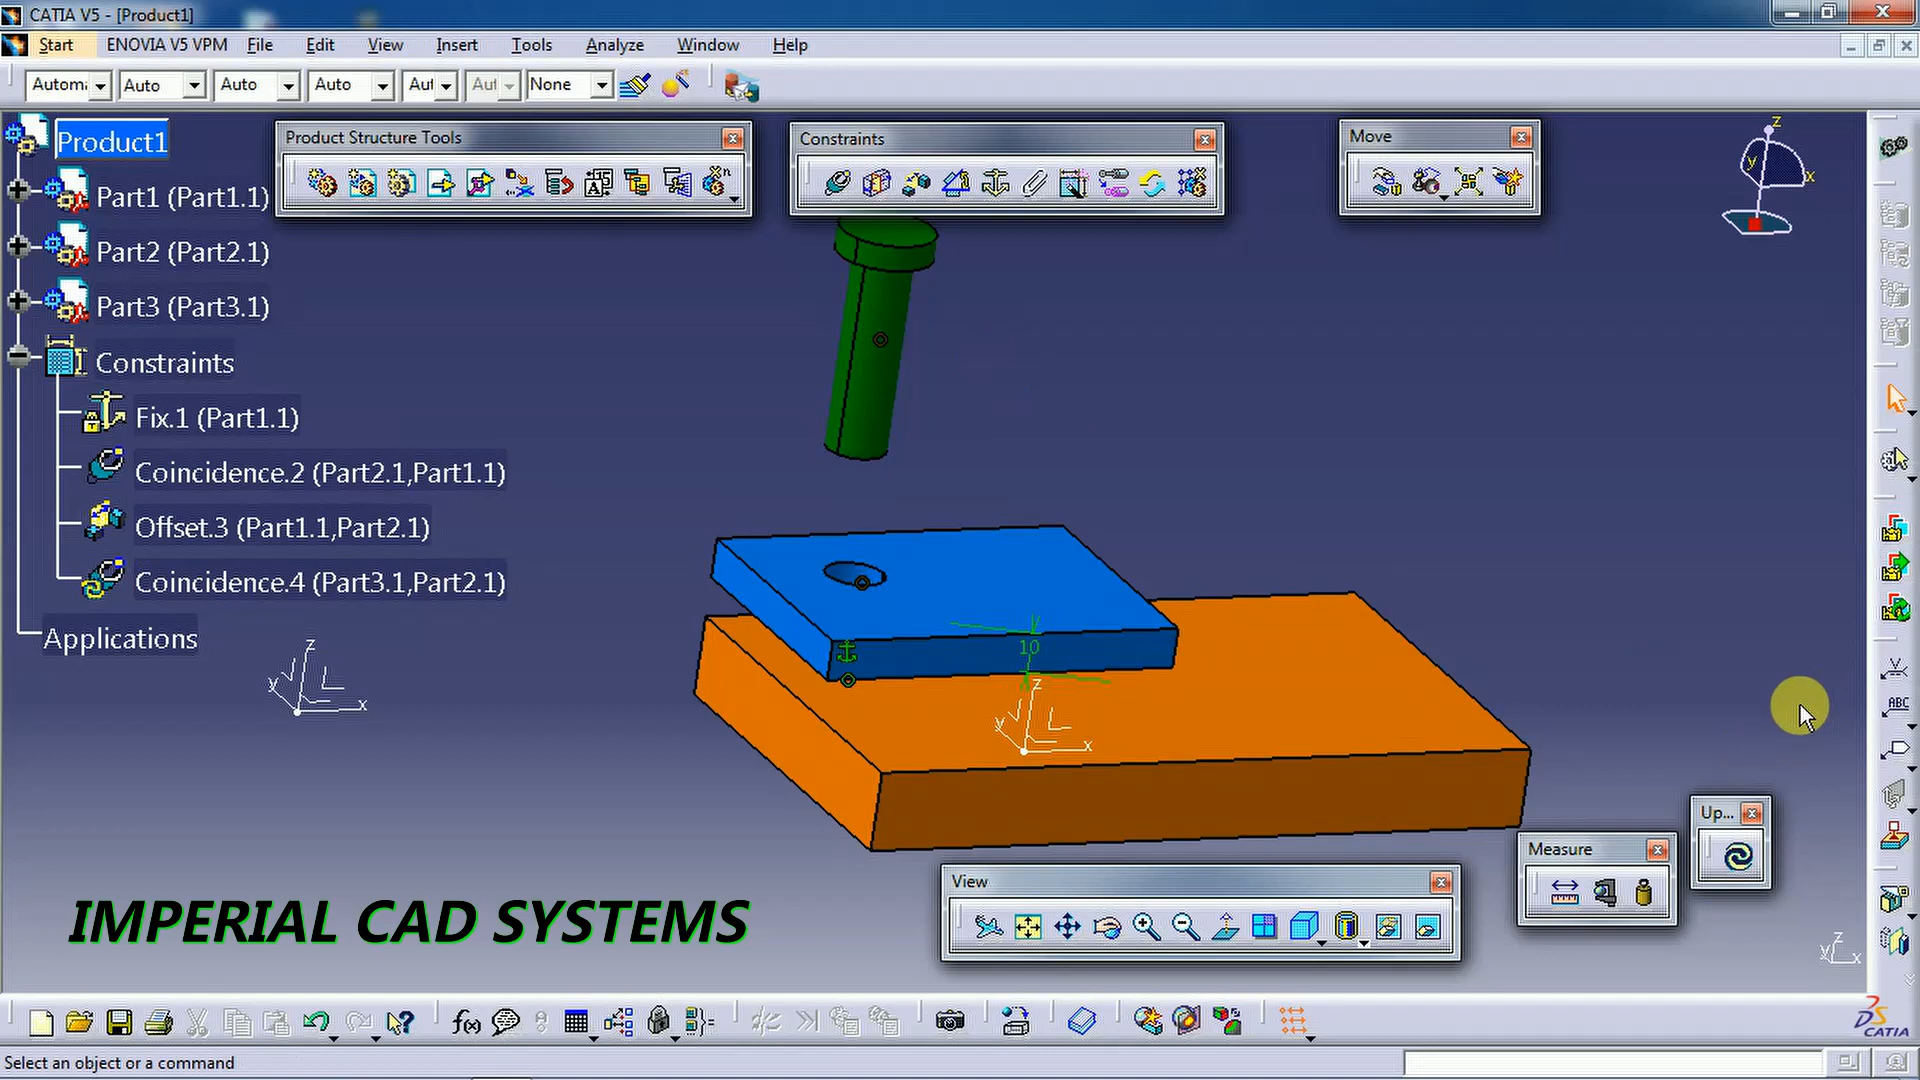 CATIA V5 - [Product1]
Start ENOVIA V5 VPM File Edit View Insert Tools Analyze Window Help
Auto Auto Auto Aut Aut None
Product1
Product Structure Tools
Constraints
Move
Part1 (Part1.1)
Part2 (Part2.1)
Part3 (Part3.1)
Constraints
Fix.1 (Part1.1)
Coincidence.2 (Part2.1,Part1.1)
Offset.3 (Part1.1,Part2.1)
Coincidence.4 (Part3.1,Part2.1)
Applications
z
y
x
z
y
x
10
z
y
x
ABC
Up...
Measure
View
IMPERIAL CAD SYSTEMS
z
y
x
f(x)
CATIA
Select an object or a command